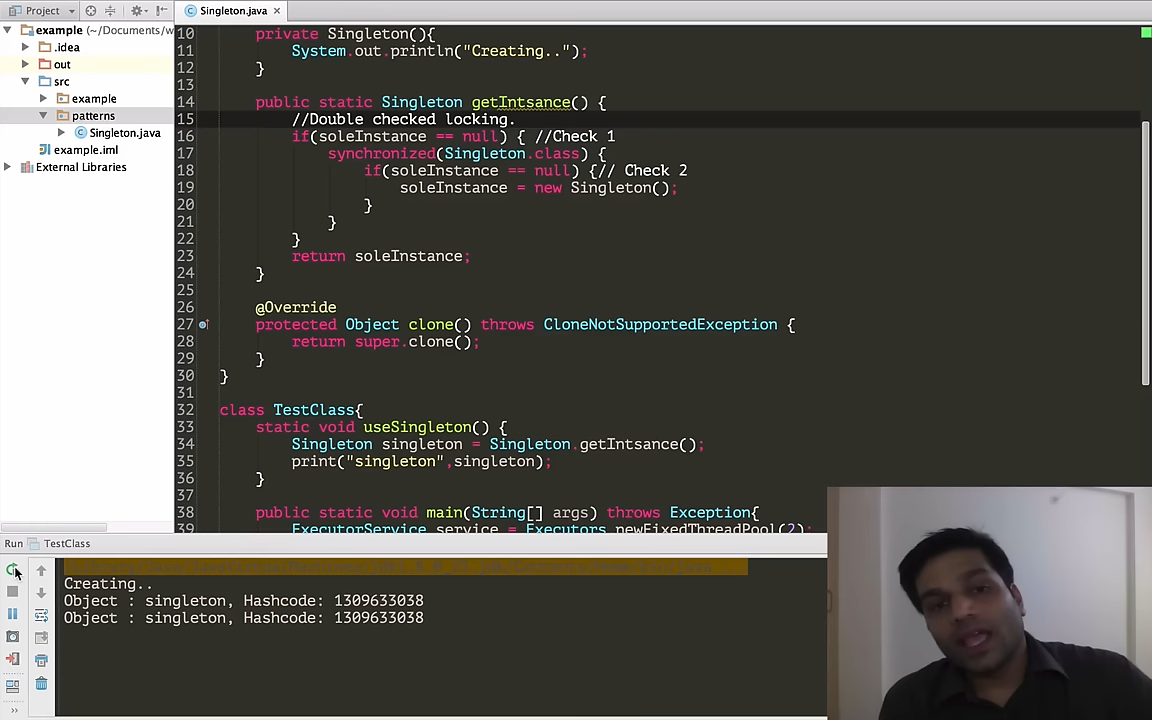 Project
Singleton.java
example (~/Documents/w
.idea
out
src
example
patterns
Singleton.java
example.iml
External Libraries
10 private Singleton(){
11 System.out.println("Creating..");
12 }
13
14 public static Singleton getIntsance() {
15 //Double checked locking.
16 if(soleInstance == null) { //Check 1
17 synchronized(Singleton.class) {
18 if(soleInstance == null) {// Check 2
19 soleInstance = new Singleton();
20 }
21 }
22 }
23 return soleInstance;
24 }
25
26 @Override
27 protected Object clone() throws CloneNotSupportedException {
28 return super.clone();
29 }
30 }
31
32 class TestClass{
33 static void useSingleton() {
34 Singleton singleton = Singleton.getIntsance();
35 print("singleton",singleton);
36 }
37
38 public static void main(String[] args) throws Exception{
39 ExecutorService service = Executors.newFixedThreadPool(2);
Run TestClass
Creating..
Object : singleton, Hashcode: 1309633038
Object : singleton, Hashcode: 1309633038